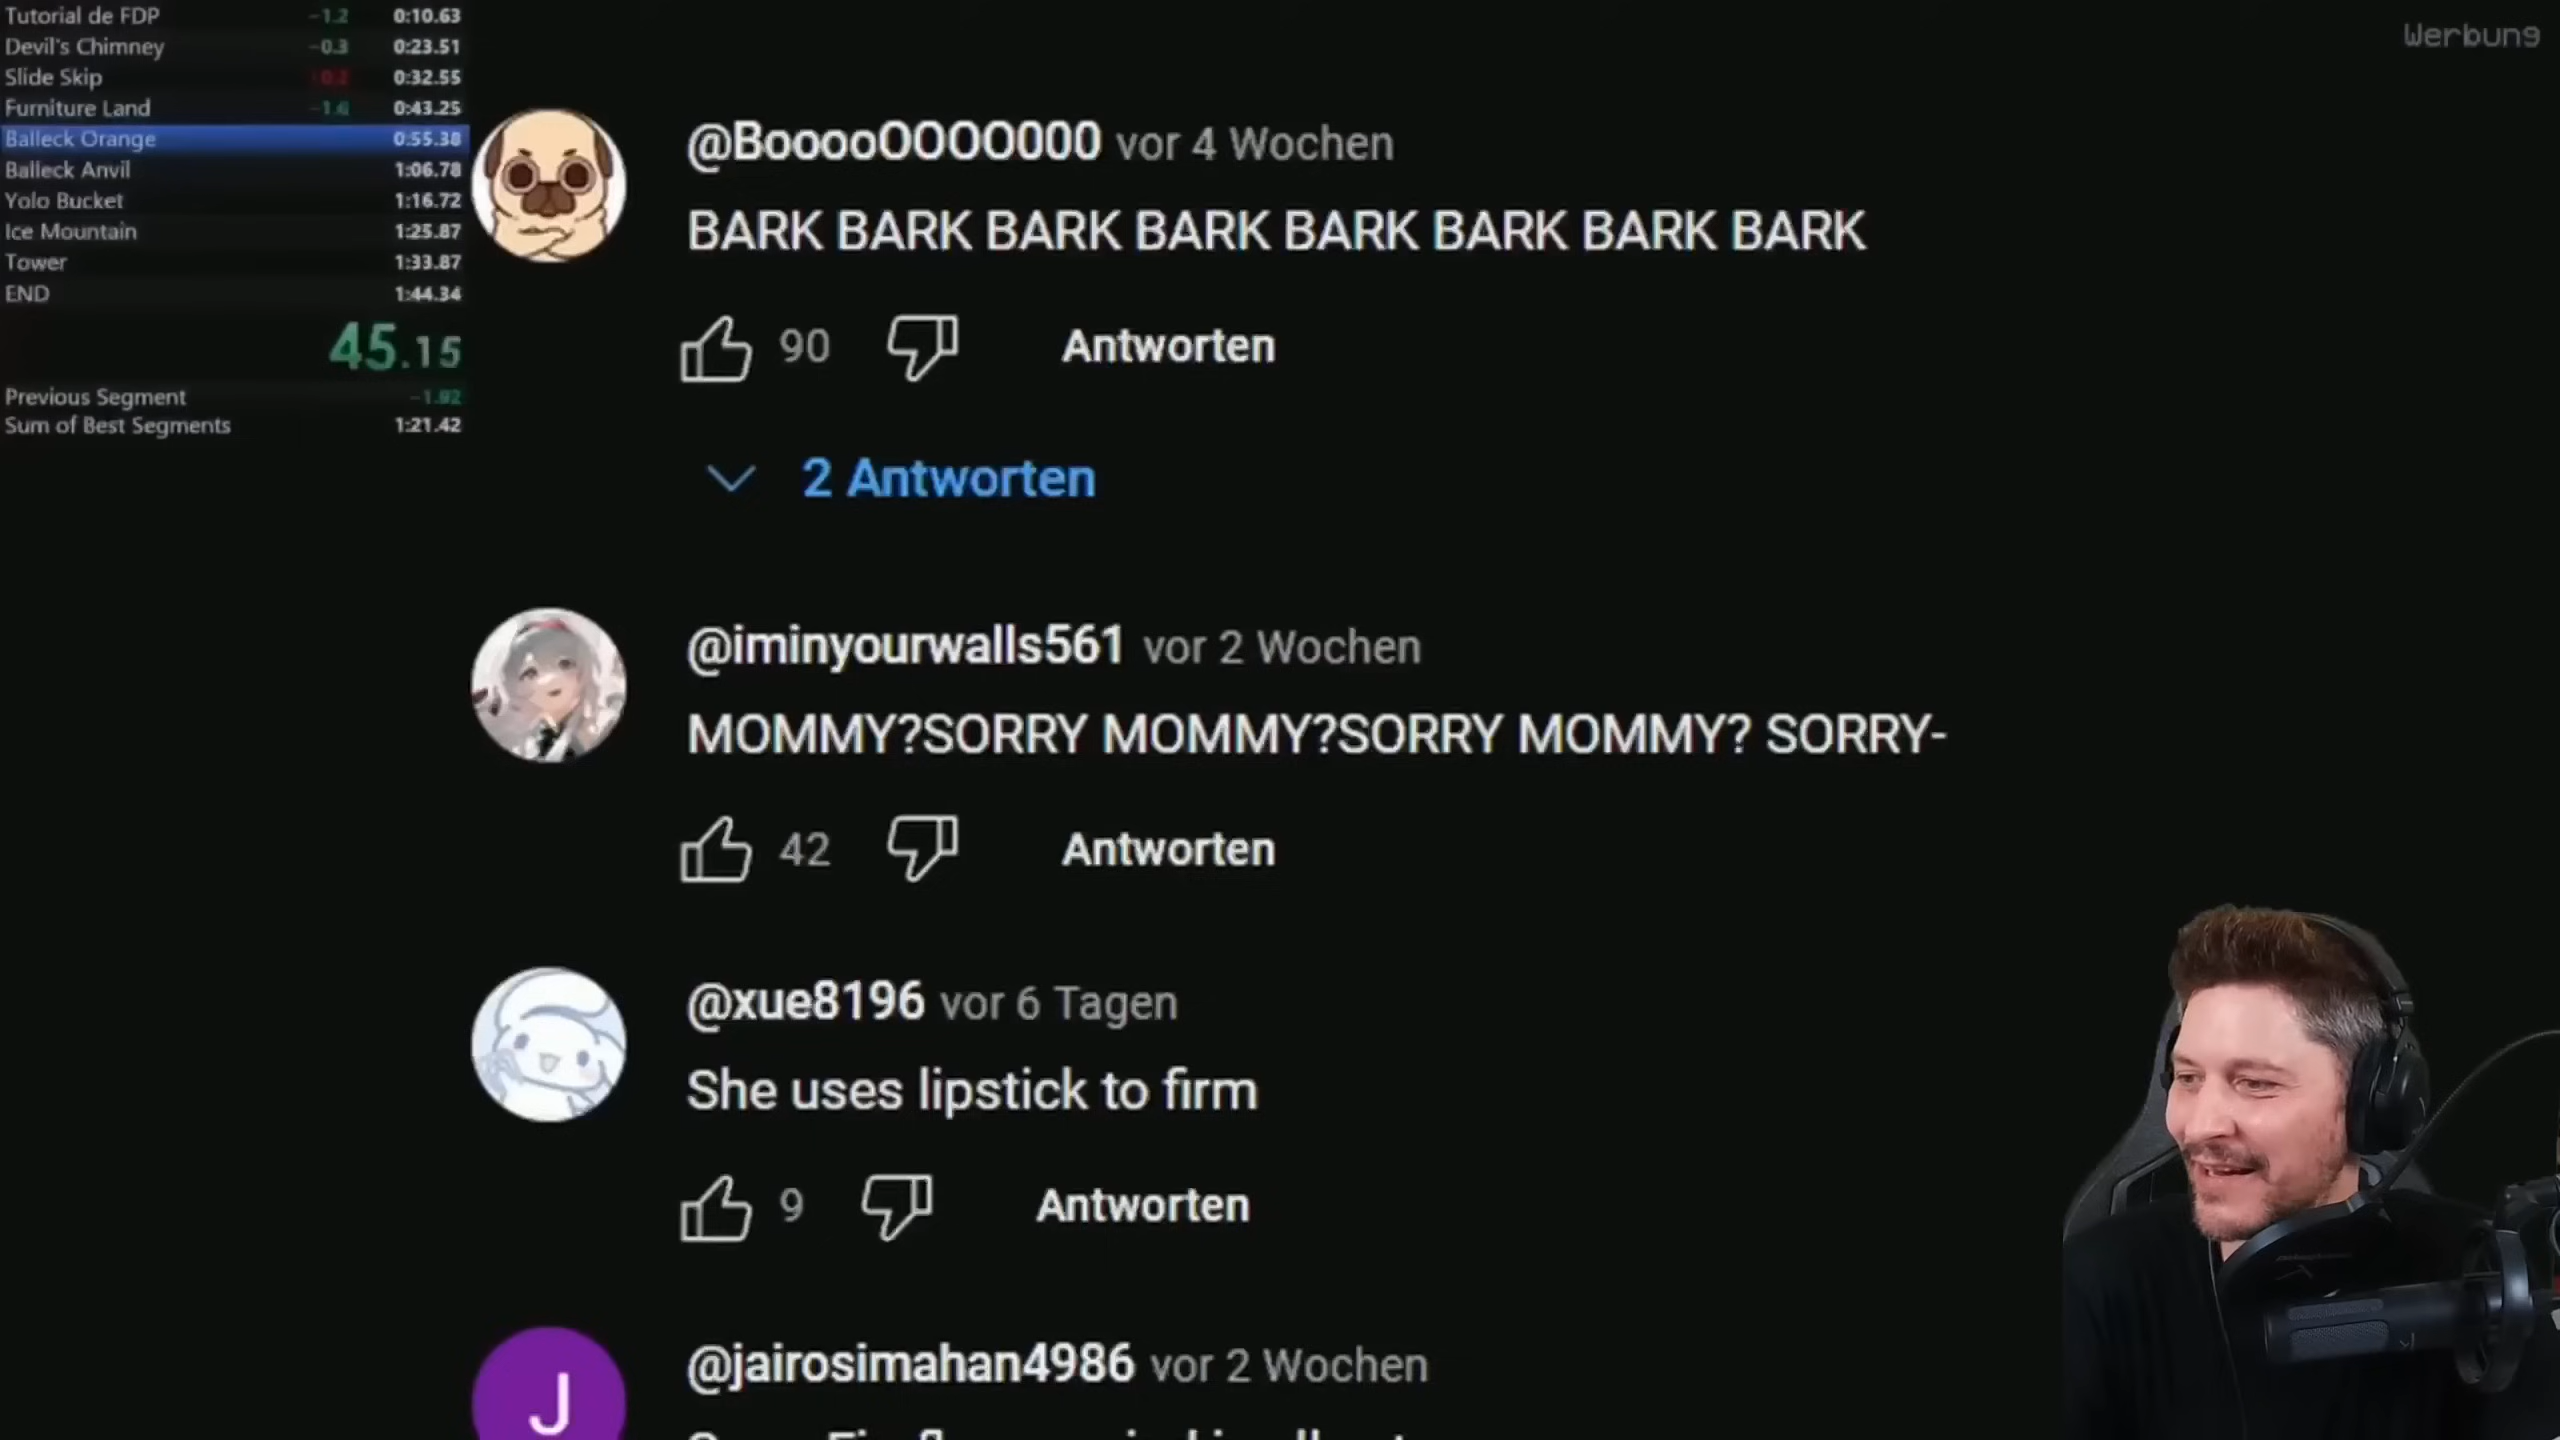 Tutorial de FDP -1.2 0:10.63
Devil's Chimney -0.3 0:23.51
Slide Skip 0:32.55
Furniture Land -1.6 0:43.25
Balleck Orange 0:55.38
Balleck Anvil 1:06.78
Yolo Bucket 1:16.72
Ice Mountain 1:25.87
Tower 1:33.87
END 1:44.34
45.15
Previous Segment -1.92
Sum of Best Segments 1:21.42
Werbung
@BooooOOOO000 vor 4 Wochen
BARK BARK BARK BARK BARK BARK BARK BARK
90 Antworten
2 Antworten
@iminyourwalls561 vor 2 Wochen
MOMMY?SORRY MOMMY?SORRY MOMMY? SORRY-
42 Antworten
@xue8196 vor 6 Tagen
She uses lipstick to firm
9 Antworten
J
@jairosimahan4986 vor 2 Wochen